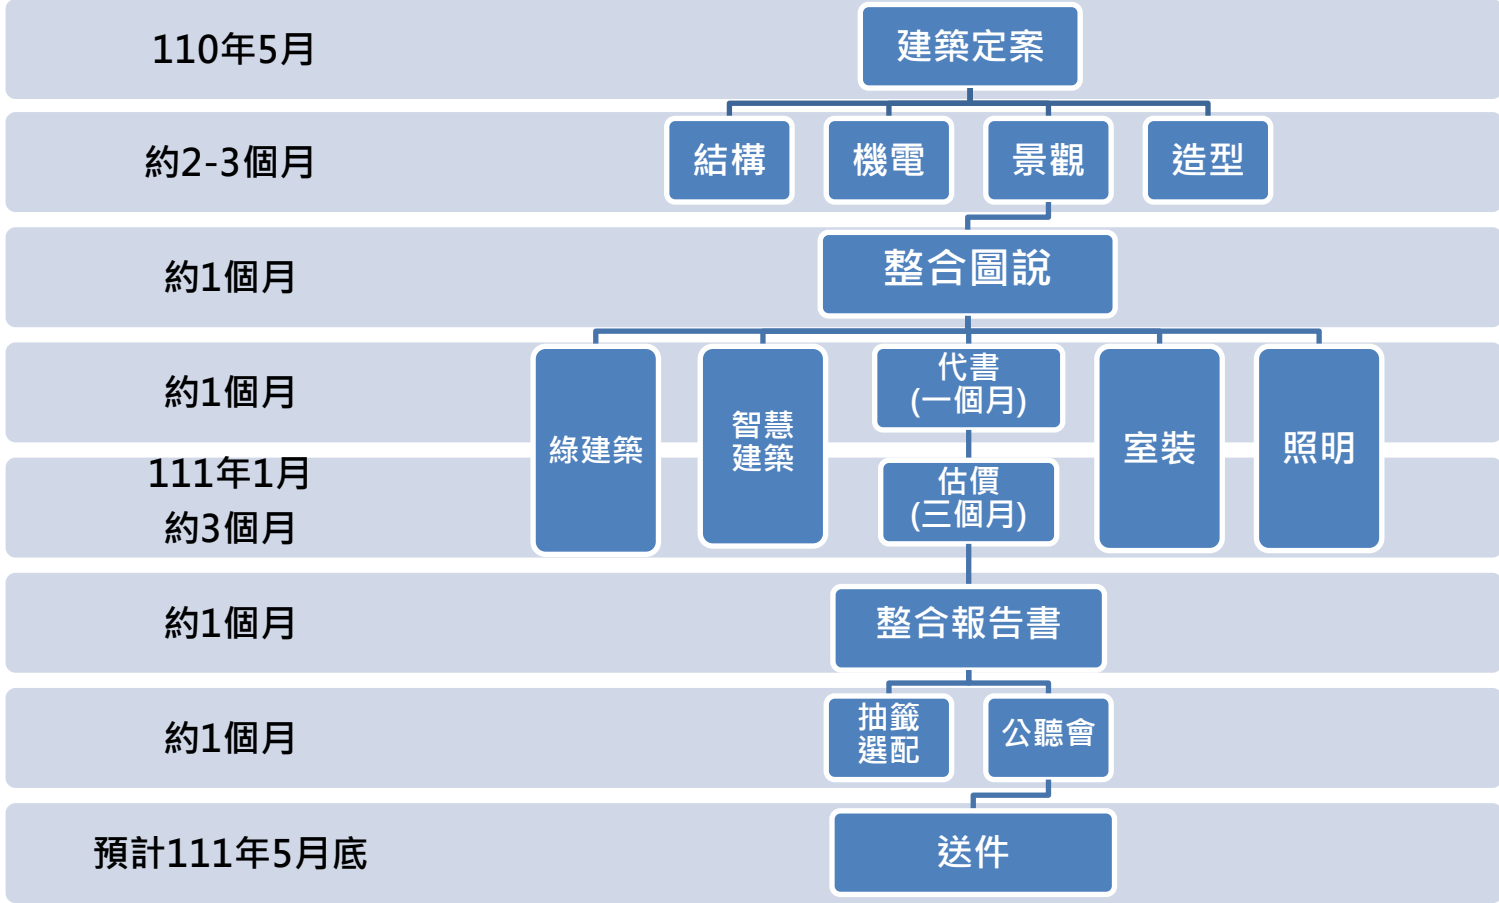 110年5月
建築定案
約2-3個月
結構
機電
景觀
造型
約1個月
整合圖說
約1個月
代書
(一個月)
綠建築
智慧
建築
室裝
照明
111年1月
約3個月
估價
(三個月)
約1個月
整合報告書
約1個月
抽籤
選配
公聽會
預計111年5月底
送件